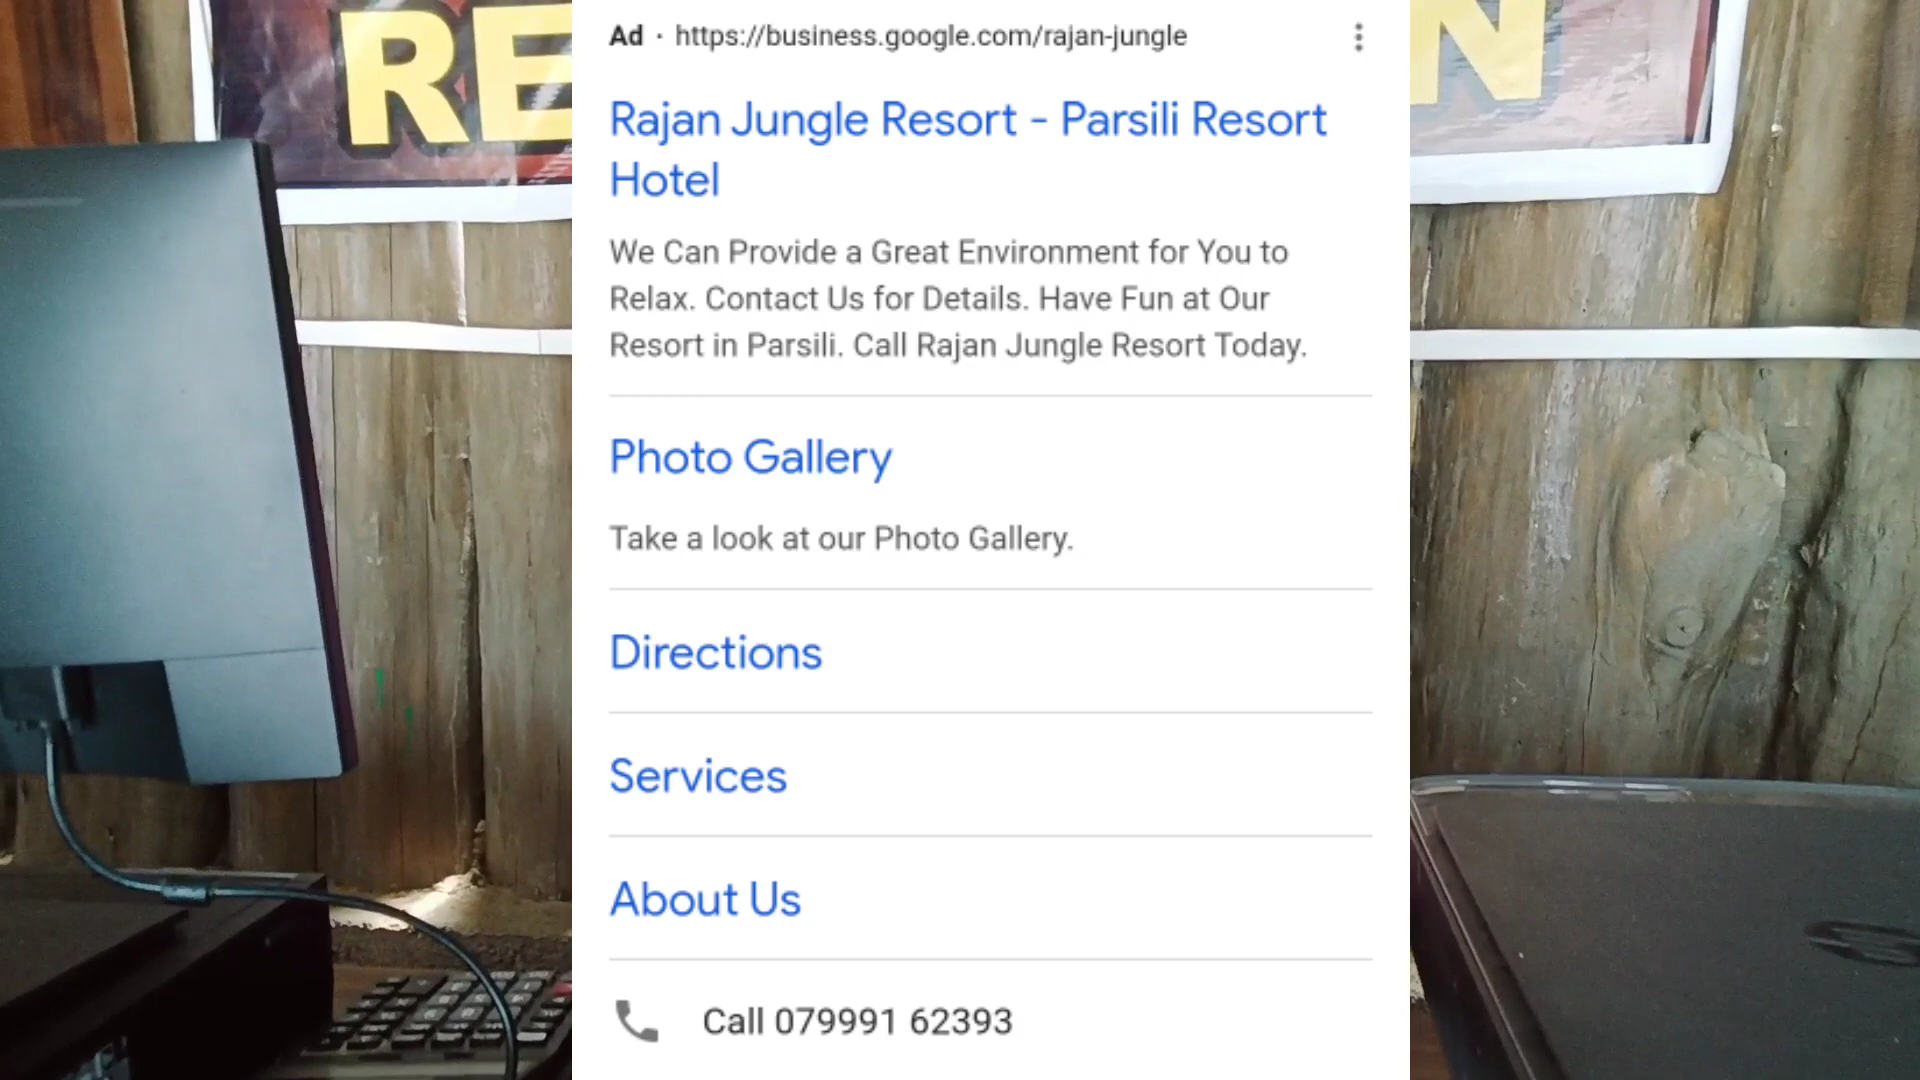 RE
N
Ad · https://business.google.com/rajan-jungle
Rajan Jungle Resort - Parsili Resort
Hotel
We Can Provide a Great Environment for You to
Relax. Contact Us for Details. Have Fun at Our
Resort in Parsili. Call Rajan Jungle Resort Today.
Photo Gallery
Take a look at our Photo Gallery.
Directions
Services
About Us
Call 079991 62393